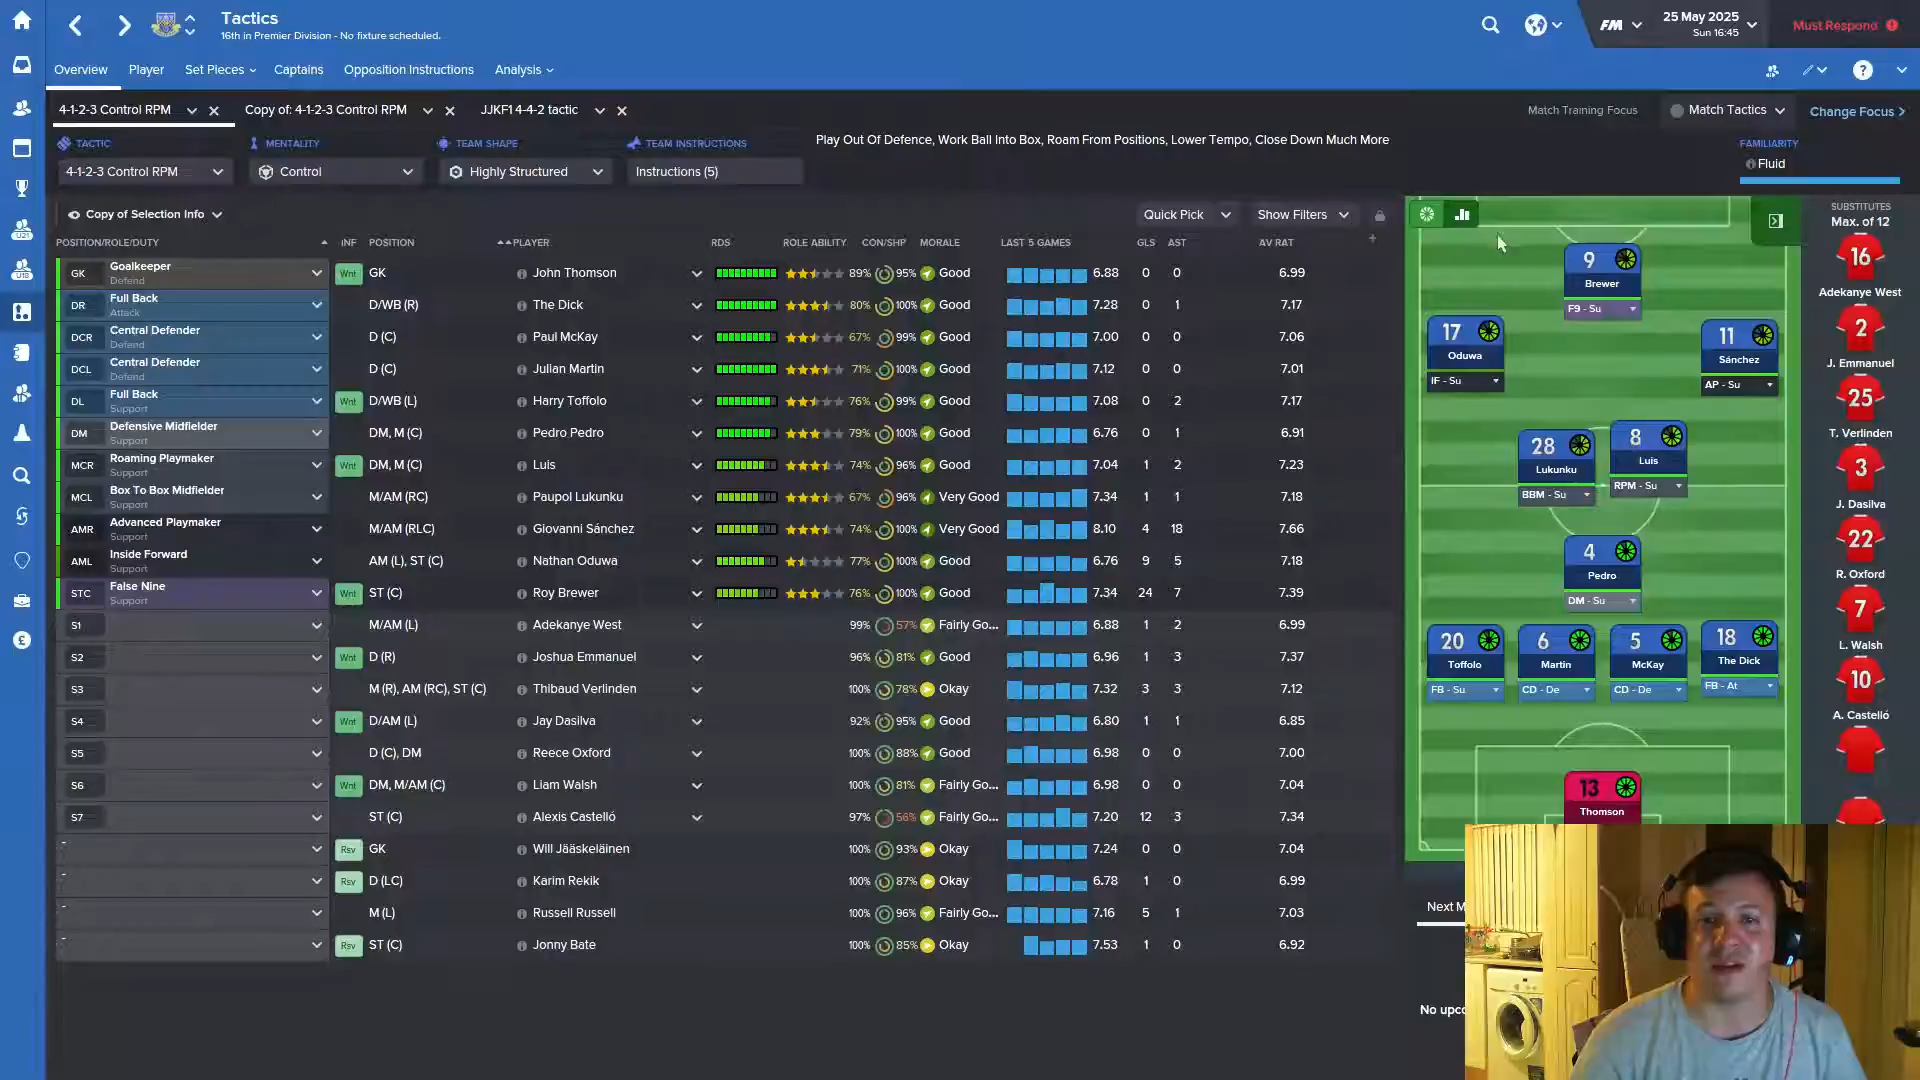 Tactics
16th in Premier Division - No fixture scheduled.
FM
25 May 2025
Sun 16:45
Must Respond
Overview Player Set Pieces Captains Opposition Instructions Analysis
4-1-2-3 Control RPM Copy of: 4-1-2-3 Control RPM JJKF1 4-4-2 tactic Match Training Focus Match Tactics Change Focus >
TACTIC MENTALITY TEAM SHAPE TEAM INSTRUCTIONS
Play Out Of Defence, Work Ball Into Box, Roam From Positions, Lower Tempo, Close Down Much More
FAMILIARITY
Fluid
4-1-2-3 Control RPM Control Highly Structured Instructions (5)
Copy of Selection Info Quick Pick Show Filters
POSITION/ROLE/DUTY INF POSITION PLAYER RDS ROLE ABILITY CON/SHP MORALE LAST 5 GAMES GLS AST AV RAT
GK Goalkeeper Defend Wnt GK John Thomson 89% 95% Good 6.88 0 0 6.99
DR Full Back Attack D/WB (R) The Dick 80% 100% Good 7.28 0 1 7.17
DCR Central Defender Defend D (C) Paul McKay 67% 99% Good 7.00 0 0 7.06
DCL Central Defender Defend D (C) Julian Martin 71% 100% Good 7.12 0 0 7.01
DL Full Back Support Wnt D/WB (L) Harry Toffolo 76% 99% Good 7.08 0 2 7.17
DM Defensive Midfielder Support DM, M (C) Pedro Pedro 79% 100% Good 6.76 0 1 6.91
MCR Roaming Playmaker Support Wnt DM, M (C) Luis 74% 96% Good 7.04 1 2 7.23
MCL Box To Box Midfielder Support M/AM (RC) Paupol Lukunku 67% 96% Very Good 7.34 1 1 7.18
AMR Advanced Playmaker Support M/AM (RLC) Giovanni Sánchez 74% 100% Very Good 8.10 4 18 7.66
AML Inside Forward Support AM (L), ST (C) Nathan Oduwa 77% 100% Good 6.76 9 5 7.18
STC False Nine Support Wnt ST (C) Roy Brewer 76% 100% Good 7.34 24 7 7.39
S1 M/AM (L) Adekanye West 99% 57% Fairly Go... 6.88 1 2 6.99
S2 Wnt D (R) Joshua Emmanuel 96% 81% Good 6.96 1 3 7.37
S3 M (R), AM (RC), ST (C) Thibaud Verlinden 100% 78% Okay 7.32 3 3 7.12
S4 Wnt D/AM (L) Jay Dasilva 92% 95% Good 6.80 1 1 6.85
S5 D (C), DM Reece Oxford 100% 88% Good 6.98 0 0 7.00
S6 Wnt DM, M/AM (C) Liam Walsh 100% 81% Fairly Go... 6.98 0 0 7.04
S7 ST (C) Alexis Castelló 97% 56% Fairly Go... 7.20 12 3 7.34
- Rsv GK Will Jääskeläinen 100% 93% Okay 7.24 0 0 7.04
- Rsv D (LC) Karim Rekik 100% 87% Okay 6.78 1 0 6.99
- M (L) Russell Russell 100% 96% Fairly Go... 7.16 5 1 7.03
- Rsv ST (C) Jonny Bate 100% 85% Okay 7.53 1 0 6.92
9
Brewer
F9 - Su
17 11
Oduwa Sánchez
IF - Su AP - Su
28 8
Lukunku Luis
BBM - Su RPM - Su
4
Pedro
DM - Su
20 6 5 18
Toffolo Martin McKay The Dick
FB - Su CD - De CD - De FB - At
13
Thomson
SUBSTITUTES
Max. of 12
16
Adekanye West
2
J. Emmanuel
25
T. Verlinden
3
J. Dasilva
22
R. Oxford
7
L. Walsh
10
A. Castelló
Next M
No upco